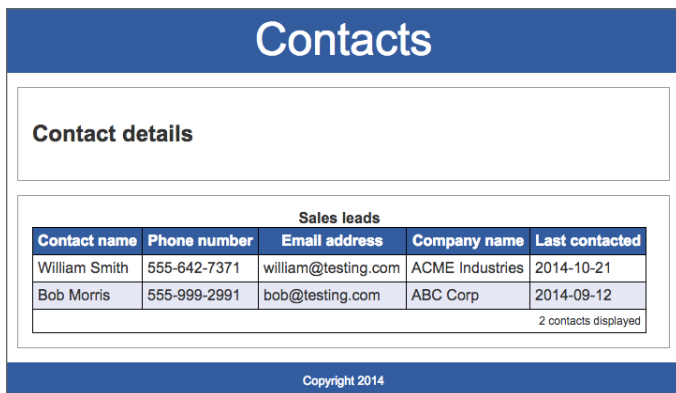 Contacts
Contact details
Sales leads
Contact name Phone number Email address Company name Last contacted
William Smith 555-642-7371 william@testing.com ACME Industries 2014-10-21
Bob Morris 555-999-2991 bob@testing.com ABC Corp 2014-09-12
2 contacts displayed
Copyright 2014